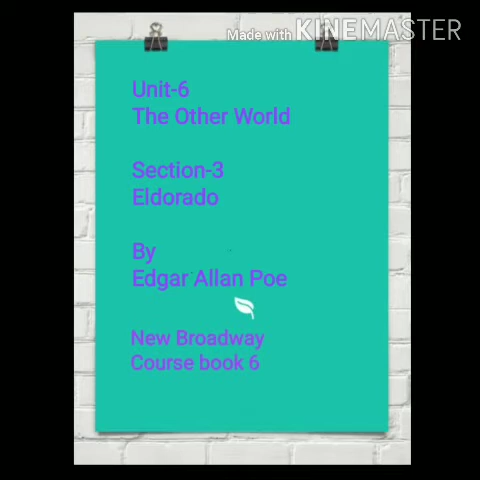 Made with KINEMASTER
Unit-6
The Other World
Section-3
Eldorado
By
Edgar Allan Poe
New Broadway
Course book 6